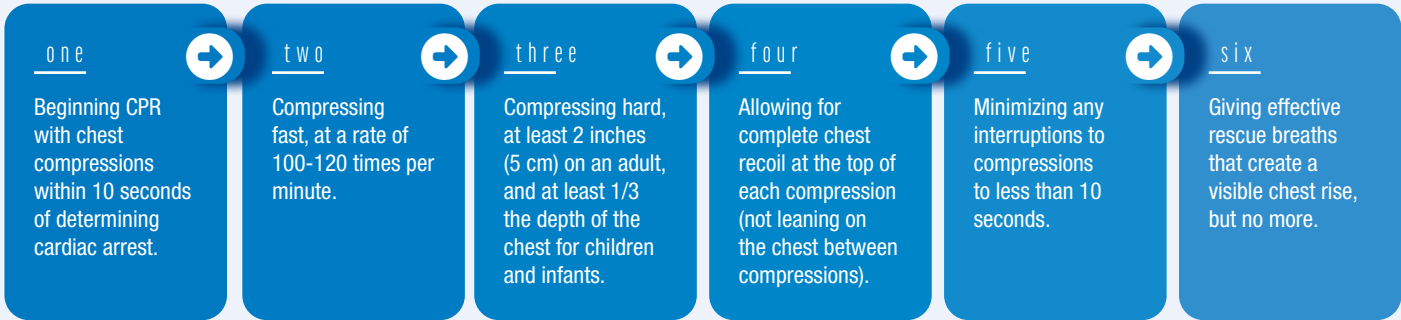 one
Beginning CPR
with chest
compressions
within 10 seconds
of determining
cardiac arrest.
two
Compressing
fast, at a rate of
100-120 times per
minute.
three
Compressing hard,
at least 2 inches
(5 cm) on an adult,
and at least 1/3
the depth of the
chest for children
and infants.
four
Allowing for
complete chest
recoil at the top of
each compression
(not leaning on
the chest between
compressions).
five
Minimizing any
interruptions to
compressions
to less than 10
seconds.
six
Giving effective
rescue breaths
that create a
visible chest rise,
but no more.